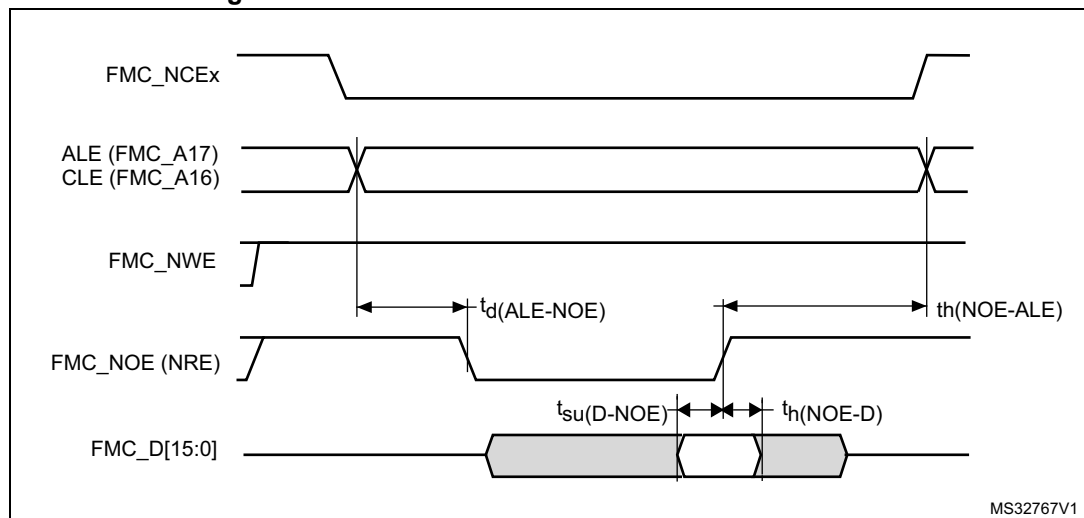 FMC_NCEx
ALE (FMC_A17)
CLE (FMC_A16)
FMC_NWE
td(ALE-NOE)
th(NOE-ALE)
FMC_NOE (NRE)
tsu(D-NOE)
th(NOE-D)
FMC_D[15:0]
MS32767V1